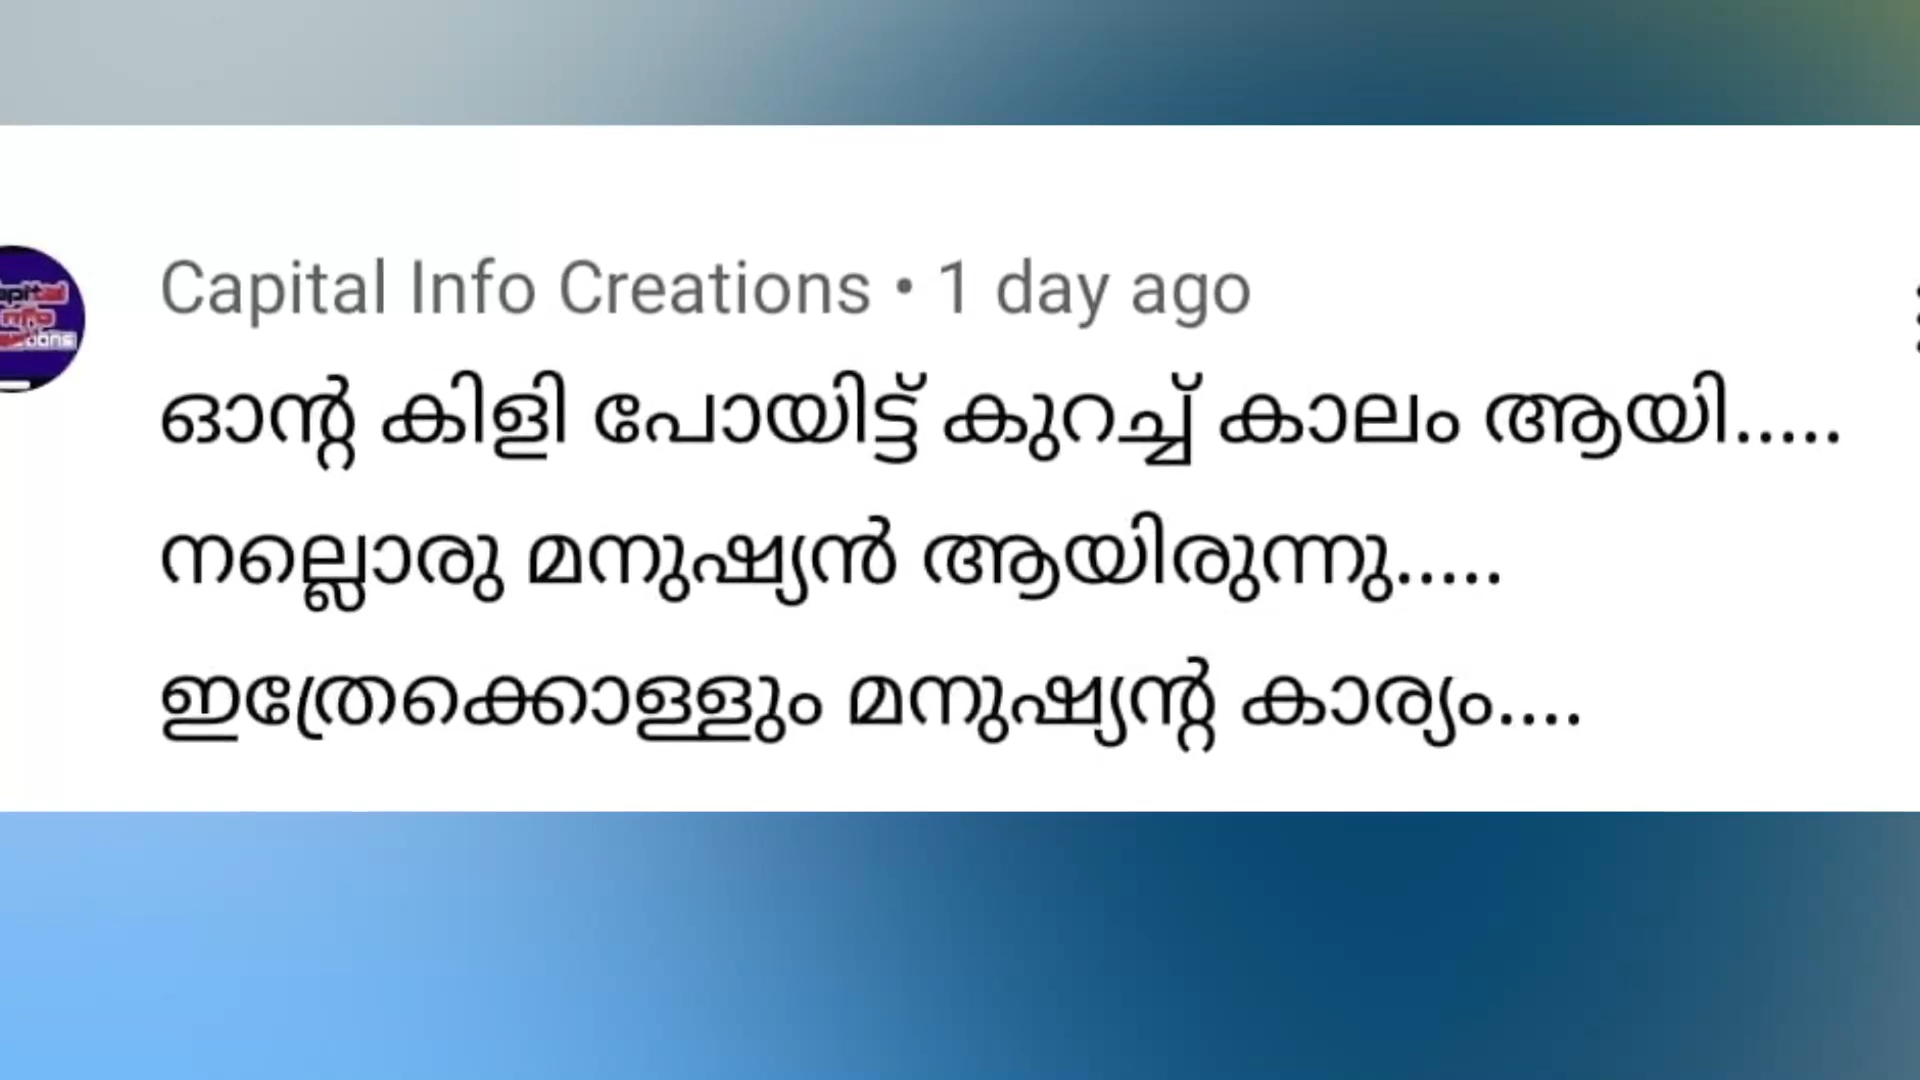 Capital Info Creations • 1 day ago
ഓന്റ കിളി പോയിട്ട് കുറച്ച് കാലം ആയി.....
നല്ലൊരു മനുഷ്യൻ ആയിരുന്നു.....
ഇത്രേക്കൊള്ളും മനുഷ്യന്റ കാര്യം....